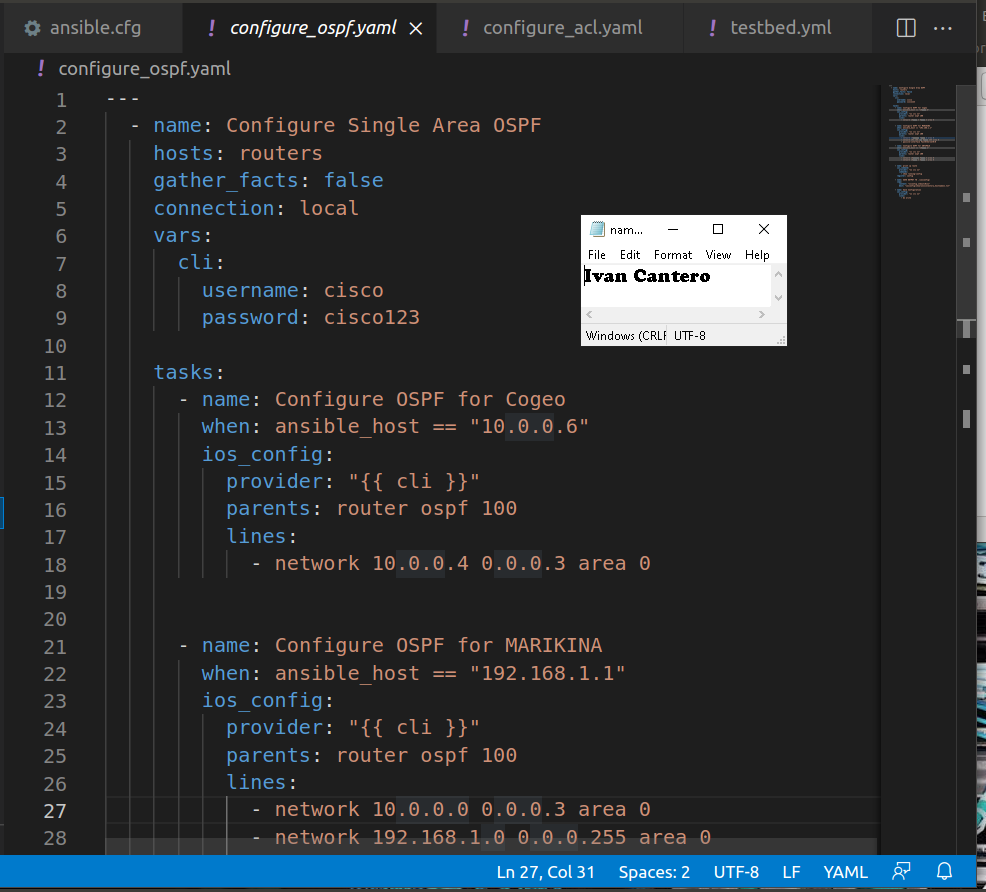 ansible.cfg
! configure_ospf.yaml ×
! configure_acl.yaml
! testbed.yml
! configure_ospf.yaml
1 ---
2 - name: Configure Single Area OSPF
3 hosts: routers
4 gather_facts: false
5 connection: local
6 vars:
7 cli:
8 username: cisco
9 password: cisco123
10
11 tasks:
12 - name: Configure OSPF for Cogeo
13 when: ansible_host == "10.0.0.6"
14 ios_config:
15 provider: "{{ cli }}"
16 parents: router ospf 100
17 lines:
18 - network 10.0.0.4 0.0.0.3 area 0
19
20
21 - name: Configure OSPF for MARIKINA
22 when: ansible_host == "192.168.1.1"
23 ios_config:
24 provider: "{{ cli }}"
25 parents: router ospf 100
26 lines:
27 - network 10.0.0.0 0.0.0.3 area 0
28 - network 192.168.1.0 0.0.0.255 area 0
nam...
File Edit Format View Help
Ivan Cantero
Windows (CRLF UTF-8
Ln 27, Col 31 Spaces: 2 UTF-8 LF YAML